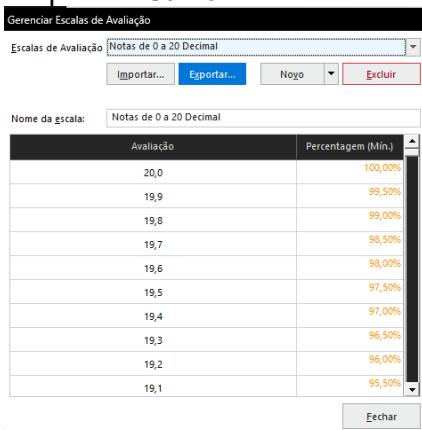 Gerenciar Escalas de Avaliação
Escalas de Avaliação Notas de 0 a 20 Decimal
Importar... Exportar... Novo Excluir
Nome da escala: Notas de 0 a 20 Decimal
Avaliação Percentagem (Mín.)
20,0 100,00%
19,9 99,50%
19,8 99,00%
19,7 98,50%
19,6 98,00%
19,5 97,50%
19,4 97,00%
19,3 96,50%
19,2 96,00%
19,1 95,50%
Fechar